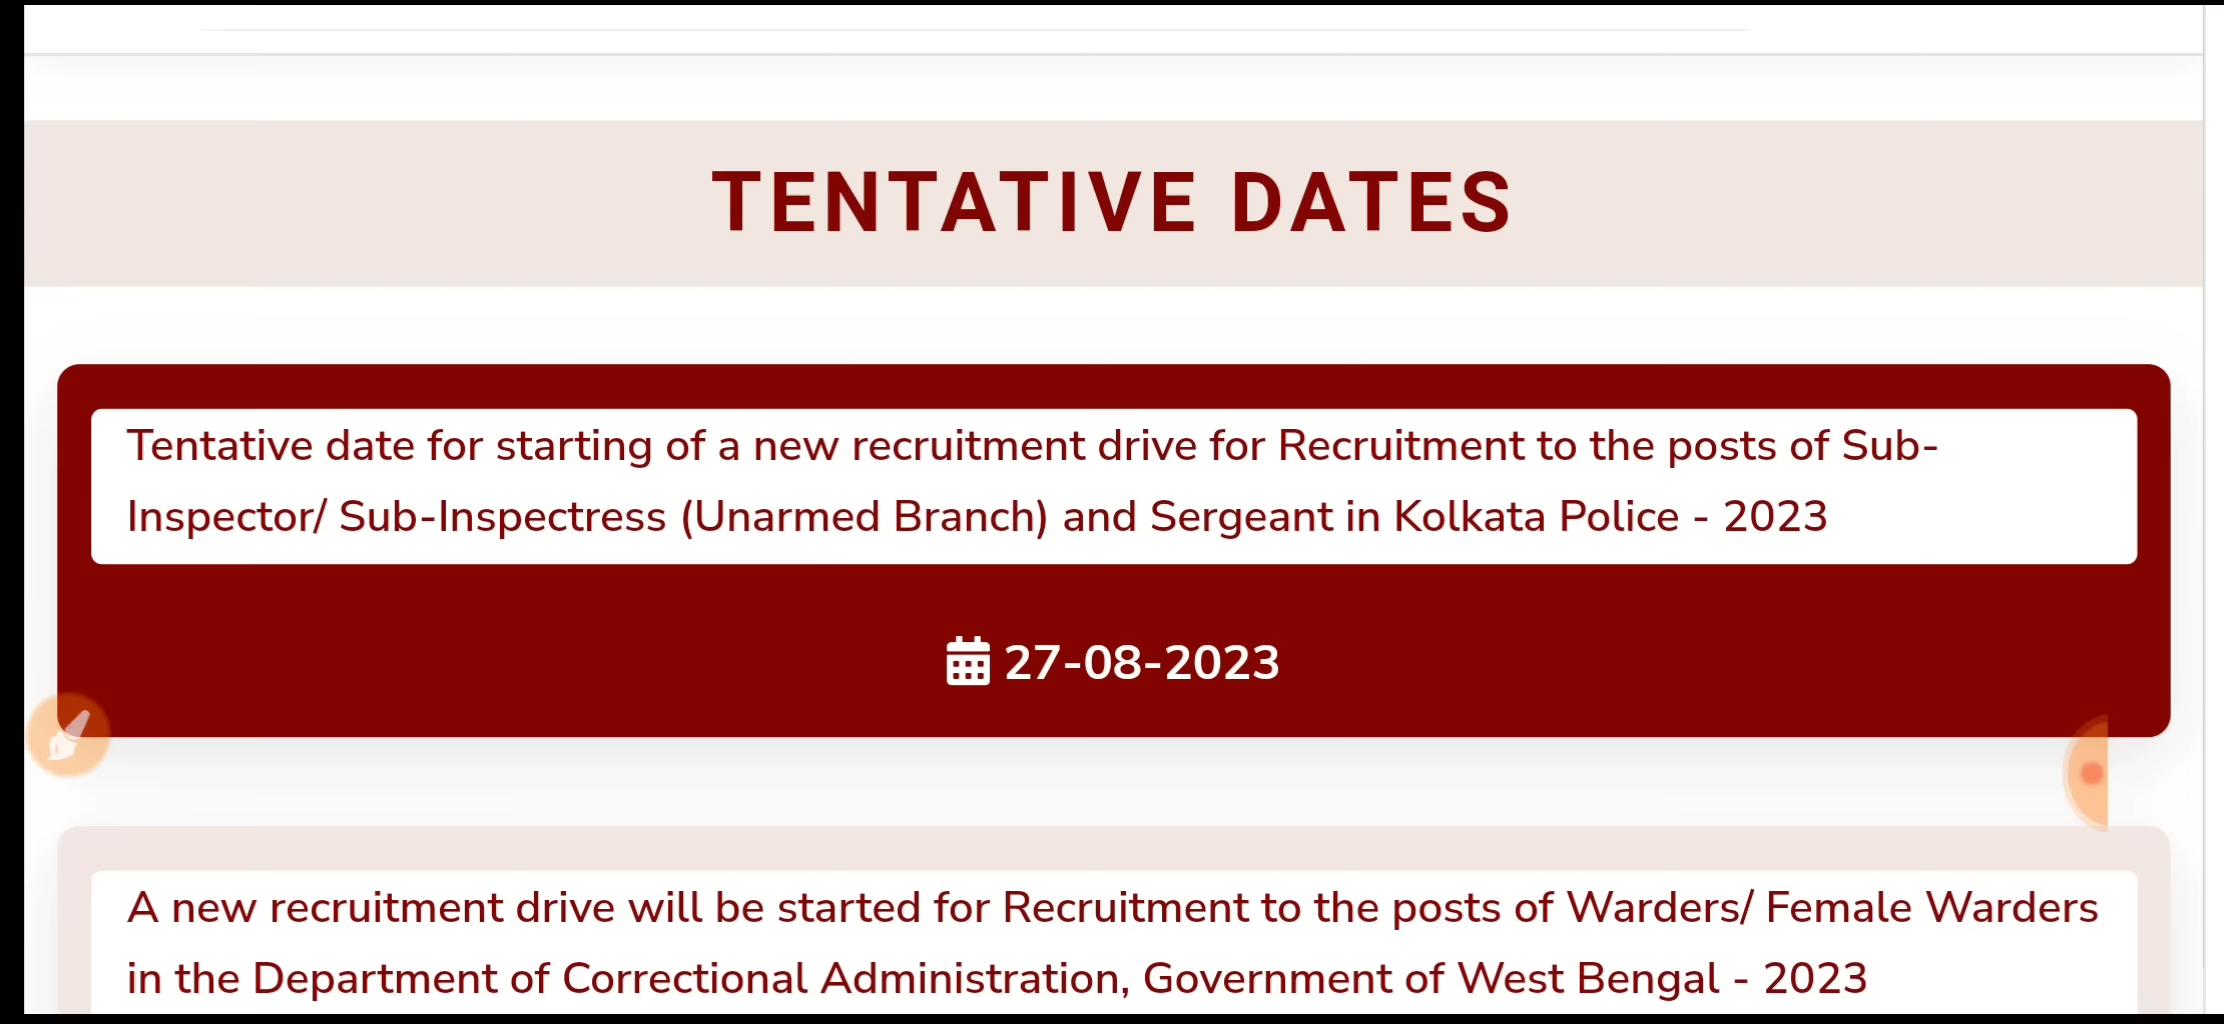 TENTATIVE DATES
Tentative date for starting of a new recruitment drive for Recruitment to the posts of Sub-
Inspector/ Sub-Inspectress (Unarmed Branch) and Sergeant in Kolkata Police - 2023
27-08-2023
A new recruitment drive will be started for Recruitment to the posts of Warders/ Female Warders
in the Department of Correctional Administration, Government of West Bengal - 2023